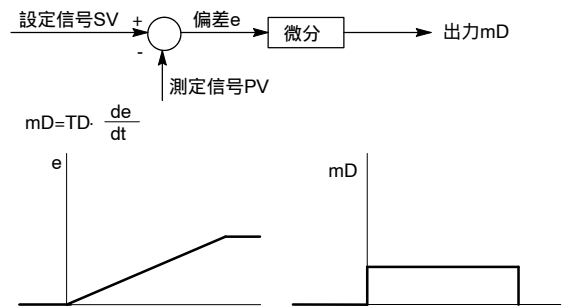 設定信号SV + 偏差e 微分 出力mD
-
測定信号PV
mD=TD· de/dt
e mD